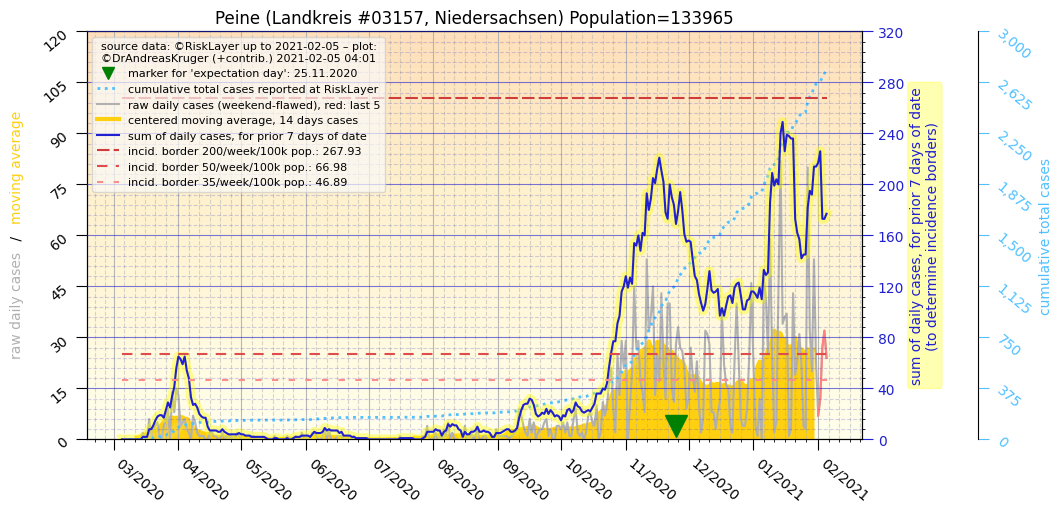 Peine (Landkreis #03157, Niedersachsen) Population=133965
source data: ©RiskLayer up to 2021-02-05 – plot:
©DrAndreasKruger (+contrib.) 2021-02-05 04:01
marker for 'expectation day': 25.11.2020
cumulative total cases reported at RiskLayer
raw daily cases (weekend-flawed), red: last 5
centered moving average, 14 days cases
sum of daily cases, for prior 7 days of date
incid. border 200/week/100k pop.: 267.93
incid. border 50/week/100k pop.: 66.98
incid. border 35/week/100k pop.: 46.89
raw daily cases / moving average
120
105
90
75
60
45
30
15
0
03/2020
04/2020
05/2020
06/2020
07/2020
08/2020
09/2020
10/2020
11/2020
12/2020
01/2021
02/2021
320
280
240
200
160
120
80
40
0
sum of daily cases, for prior 7 days of date
(to determine incidence borders)
3,000
2,625
2,250
1,875
1,500
1,125
750
375
0
cumulative total cases